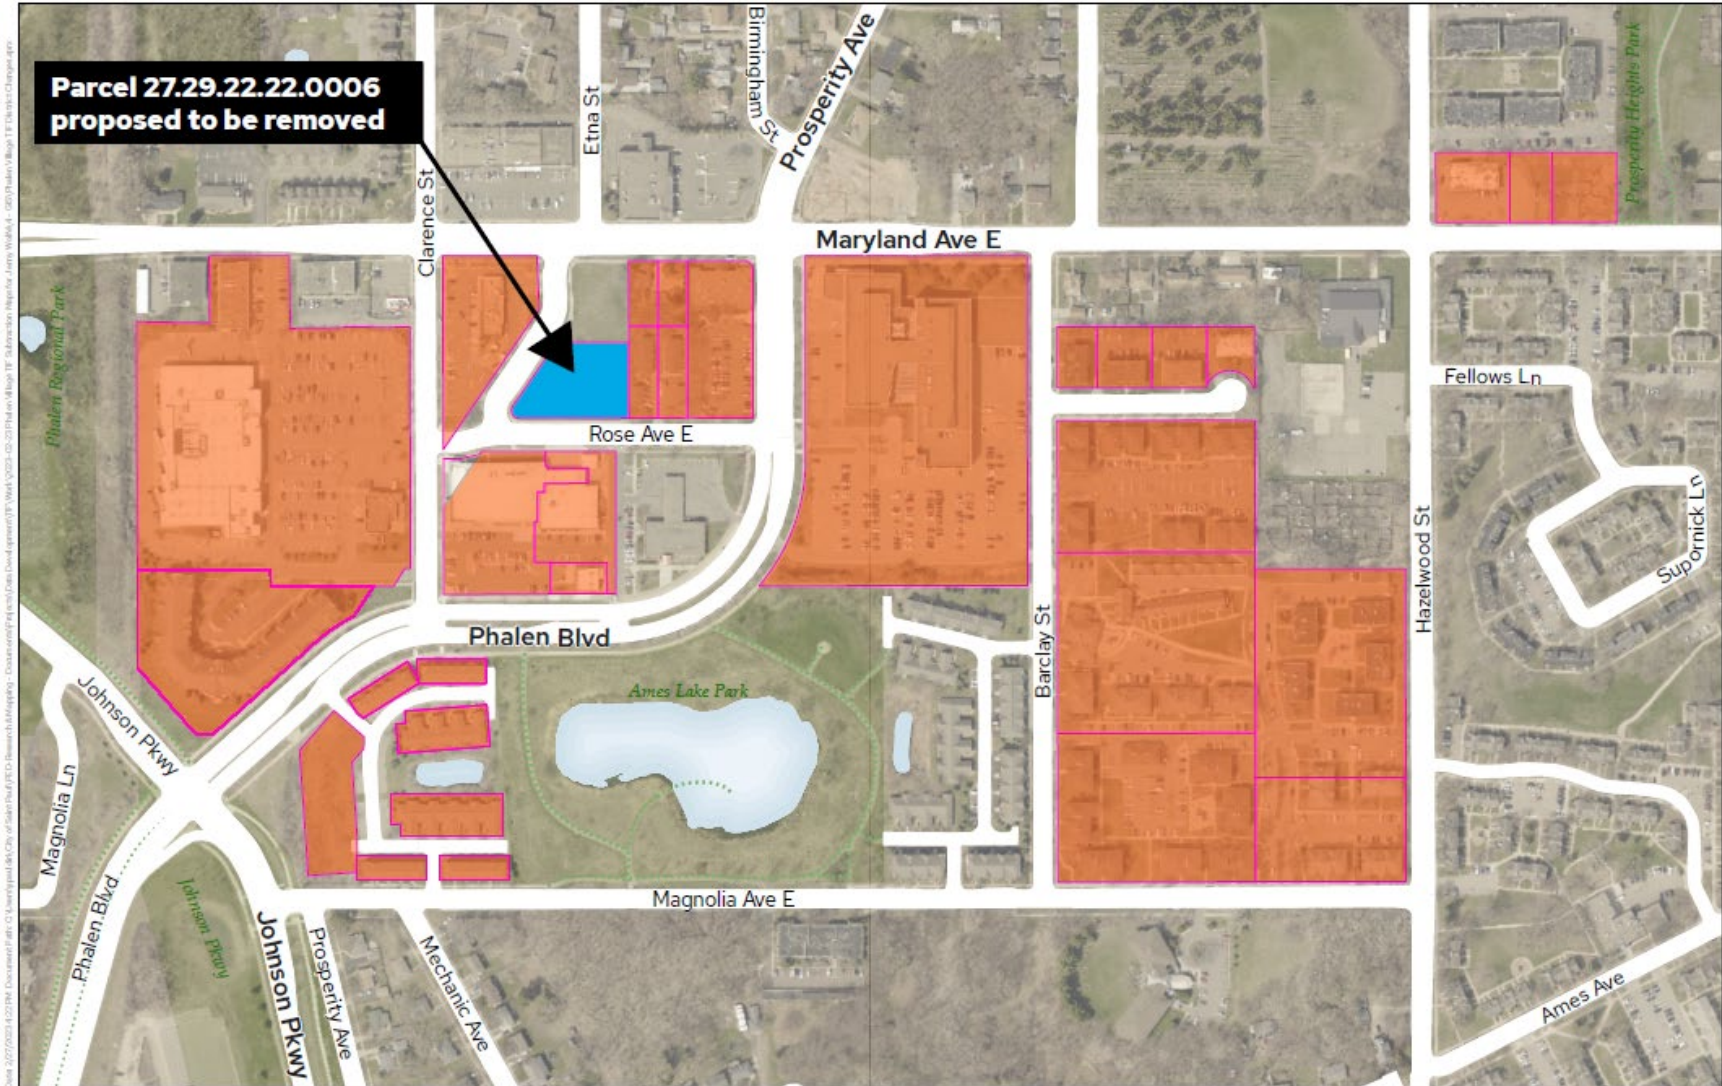 Parcel 27.29.22.22.0006
proposed to be removed
Etna St
Birmingham St
Prosperity Ave
Prosperity Heights Park
Clarence St
Maryland Ave E
Phalen Regional Park
Fellows Ln
Rose Ave E
Supornick Ln
Hazelwood St
Barclay St
Phalen Blvd
Ames Lake Park
Johnson Pkwy
Magnolia Ln
Magnolia Ave E
Phalen Blvd
Johnson Pkwy
Johnson Pkwy
Prosperity Ave
Mechanic Ave
Ames Ave